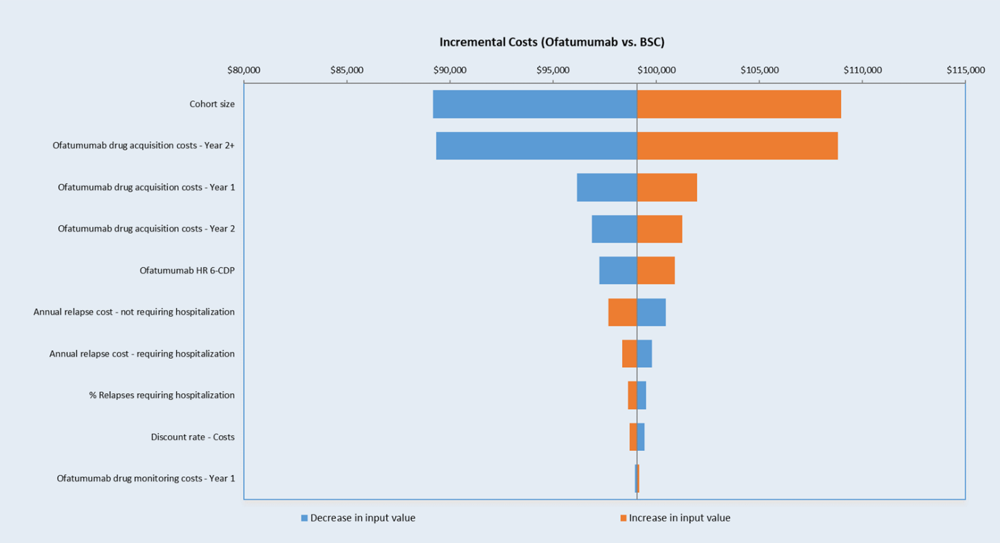 Incremental Costs (Ofatumumab vs. BSC)
$80,000 $85,000 $90,000 $95,000 $100,000 $105,000 $110,000 $115,000
Cohort size
Ofatumumab drug acquisition costs - Year 2+
Ofatumumab drug acquisition costs - Year 1
Ofatumumab drug acquisition costs - Year 2
Ofatumumab HR 6-CDP
Annual relapse cost - not requiring hospitalization
Annual relapse cost - requiring hospitalization
% Relapses requiring hospitalization
Discount rate - Costs
Ofatumumab drug monitoring costs - Year 1
Decrease in input value Increase in input value